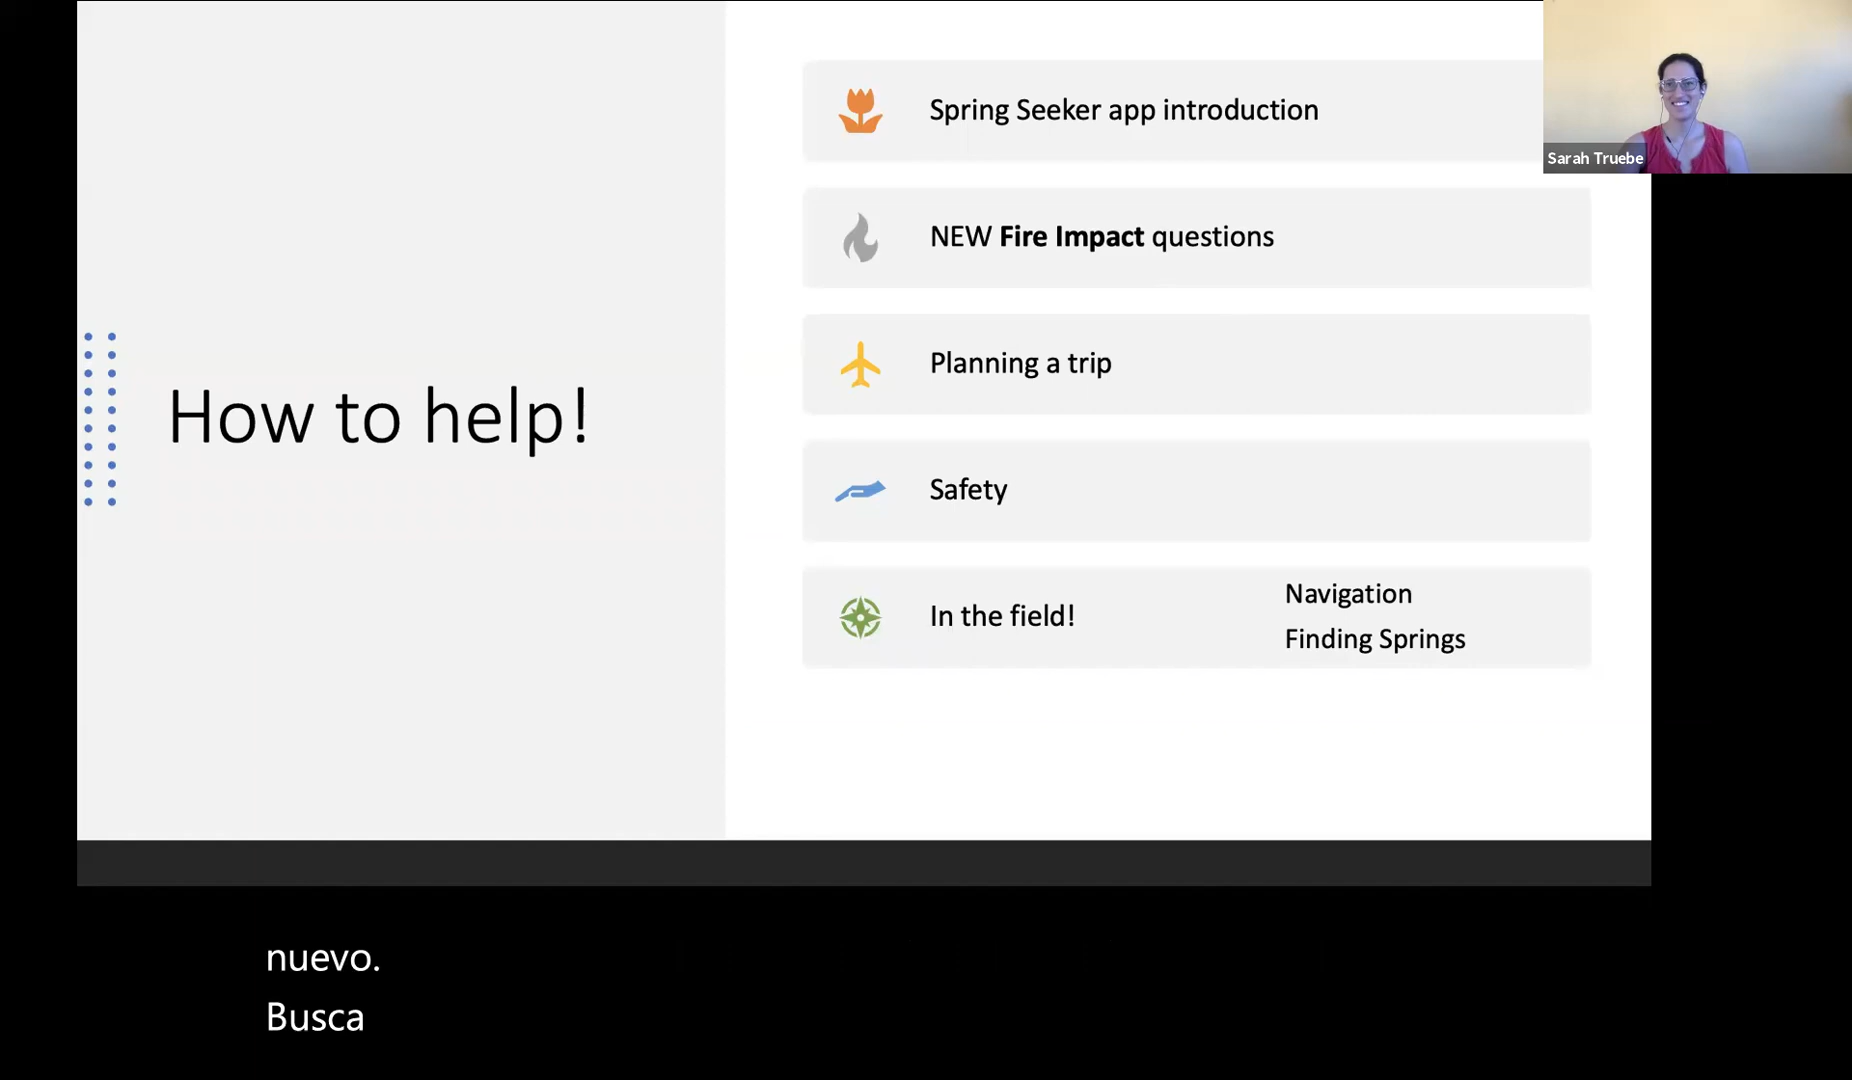 How to help!
Spring Seeker app introduction
NEW Fire Impact questions
Planning a trip
Safety
In the field!
Navigation
Finding Springs
Sarah Truebe
nuevo.
Busca